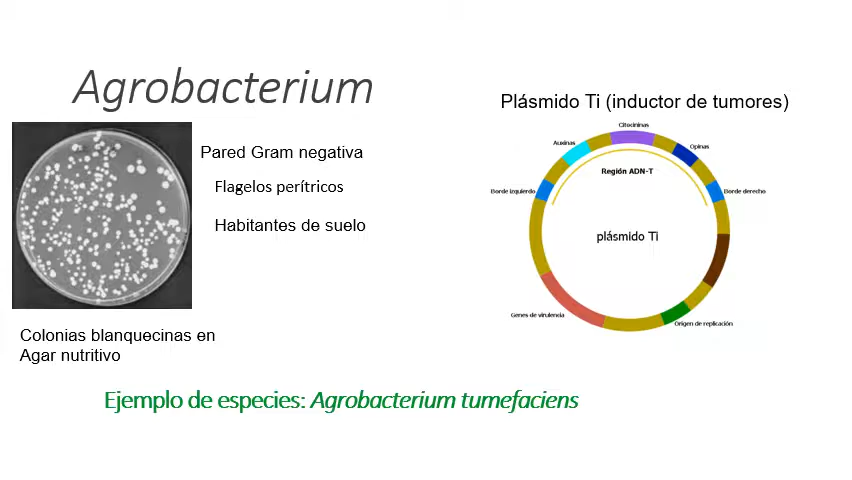 Agrobacterium
Plásmido Ti (inductor de tumores)
Pared Gram negativa
Flagelos perítricos
Habitantes de suelo
Colonias blanquecinas en
Agar nutritivo
Citocininas
Auxinas
Opinas
Región ADN-T
Borde izquierdo
Borde derecho
plásmido Ti
Genes de virulencia
Origen de replicación
Ejemplo de especies: Agrobacterium tumefaciens